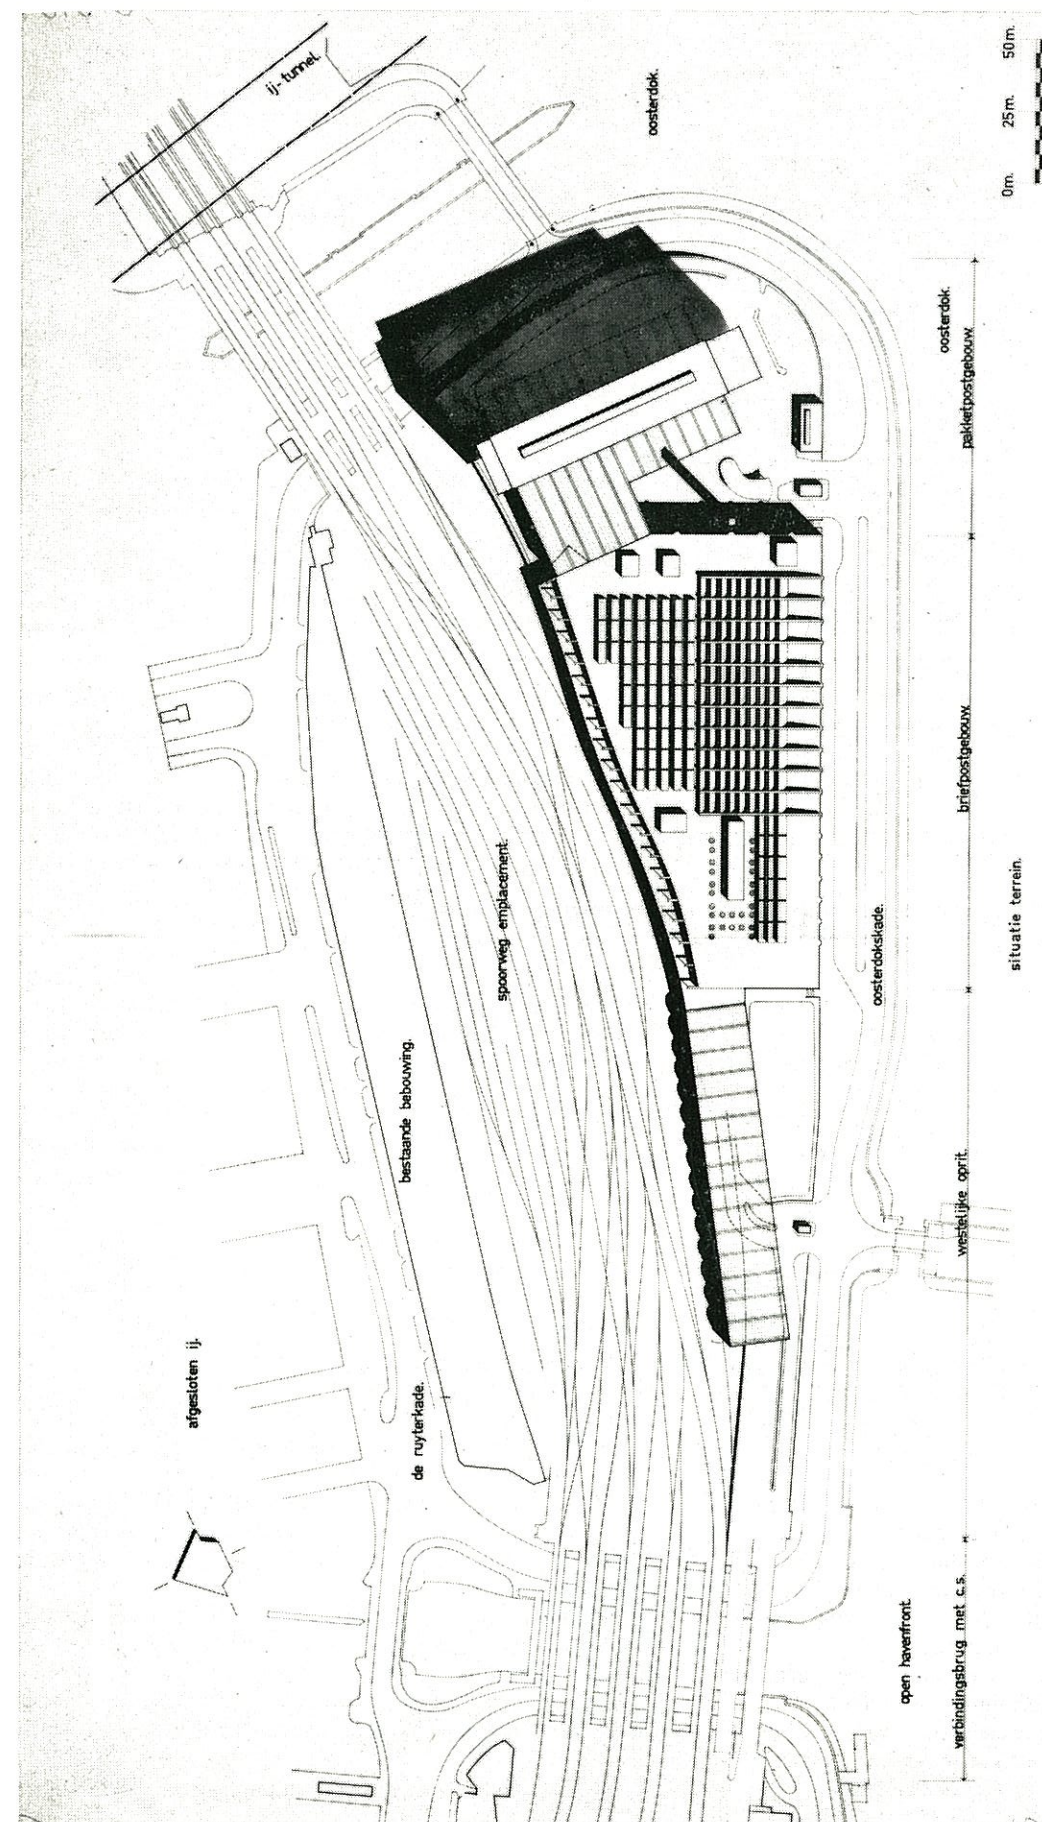 ij-tunnel.
oosterdok.
0m. 25m. 50m.
oosterdok.
pakketpostgebouw.
briefpostgebouw.
westelijke oprit.
verbindingsbrug met c.s.
situatie terrein.
oosterdokskade.
spoorweg emplacement.
bestaande bebouwing.
de ruyterkade.
afgesloten ij.
open havenfront.